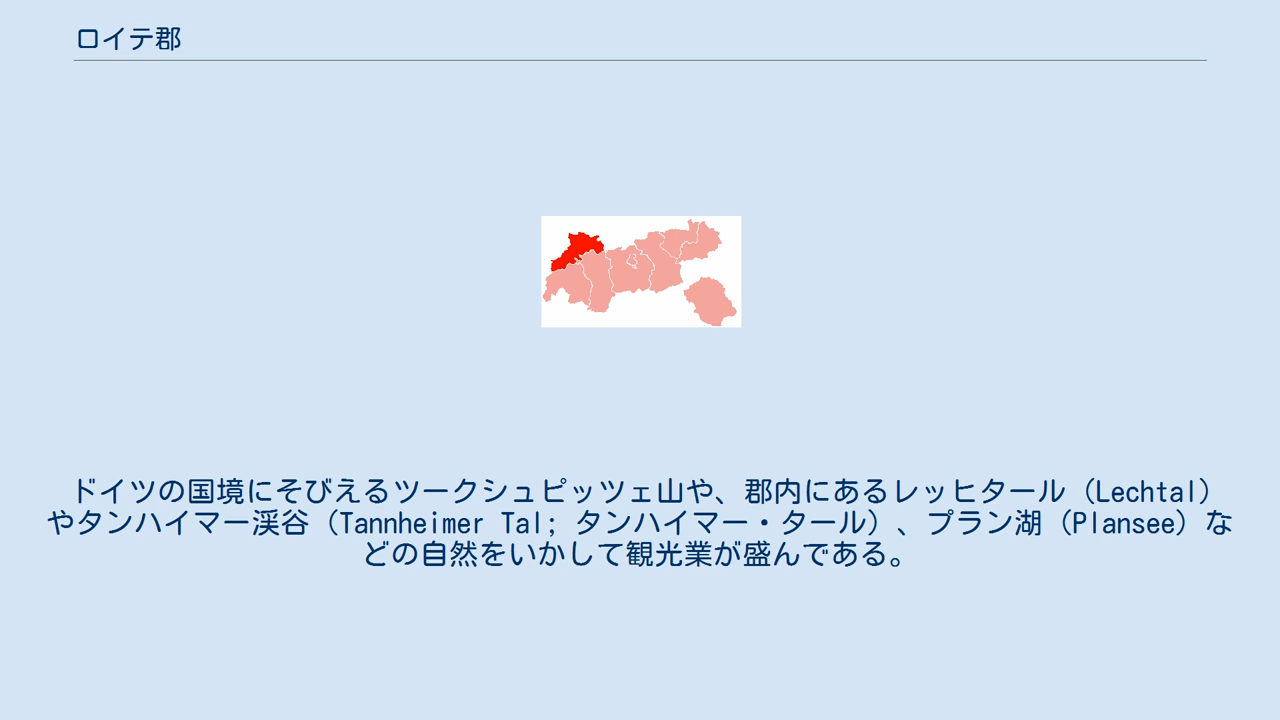 ロイテ郡
ドイツの国境にそびえるツークシュピッツェ山や、郡内にあるレッヒタール（Lechtal）
やタンハイマー渓谷（Tannheimer Tal; タンハイマー・タール）、プラン湖（Plansee）な
どの自然をいかして観光業が盛んである。